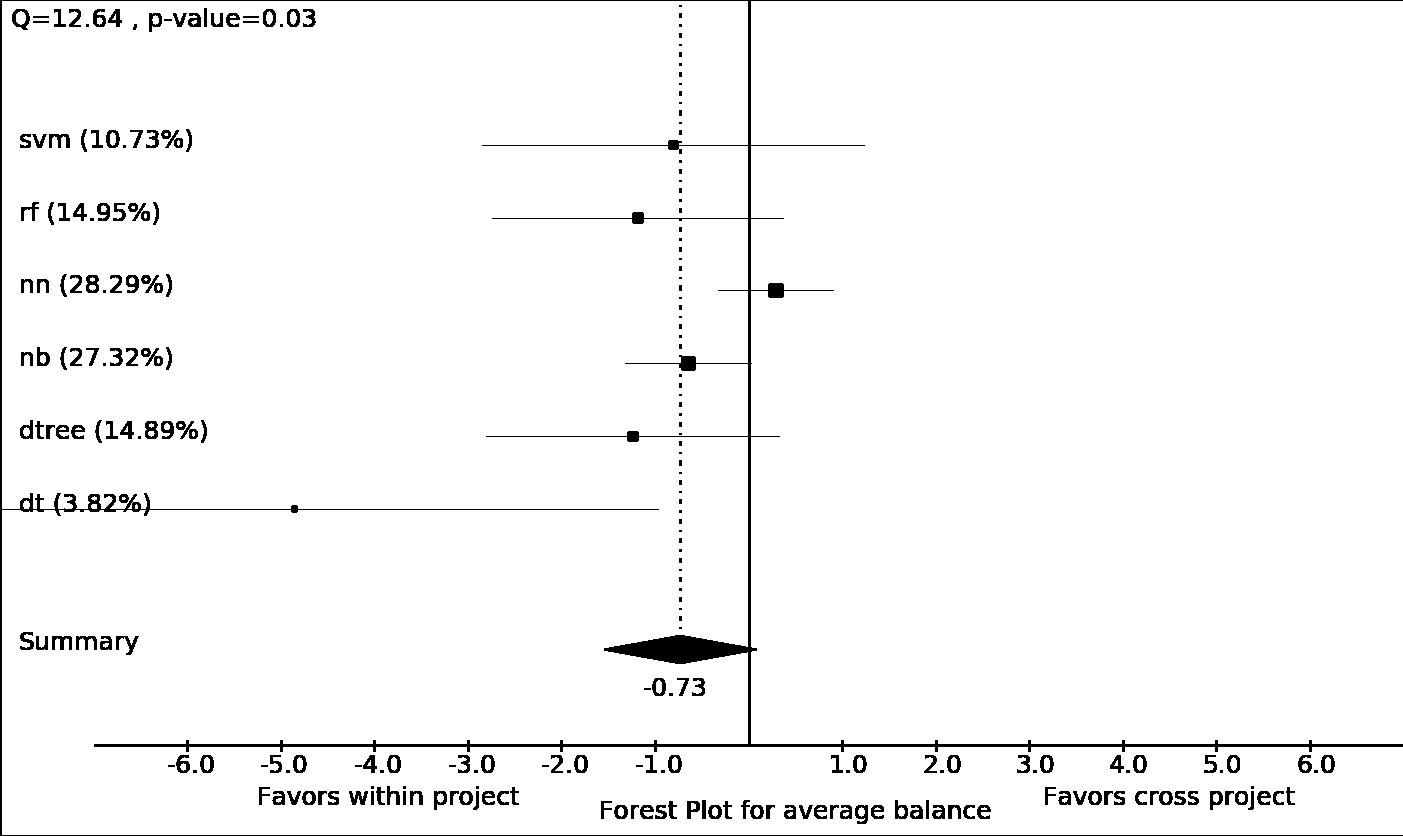 Q=12.64 , p-value=0.03
svm (10.73%)
rf (14.95%)
nn (28.29%)
nb (27.32%)
dtree (14.89%)
dt (3.82%)
Summary
-0.73
-6.0 -5.0 -4.0 -3.0 -2.0 -1.0 1.0 2.0 3.0 4.0 5.0 6.0
Favors within project Favors cross project
Forest Plot for average balance